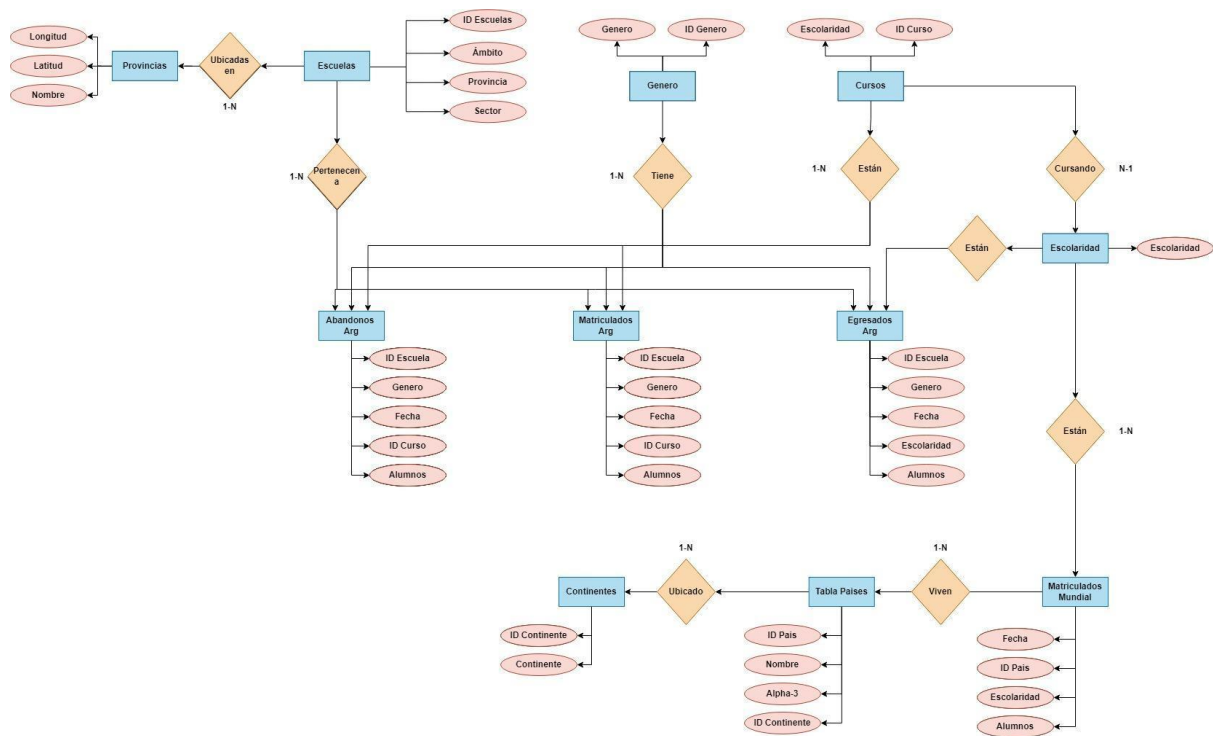 Longitud
Latitud
Nombre
Provincias
Ubicadas
en
1-N
Escuelas
ID Escuelas
Âmbito
Provincia
Sector
Genero
ID Genero
Genero
Escolaridad
ID Curso
Cursos
1-N
Pertenecen
a
1-N
Tiene
1-N
Están
Cursando
N-1
Están
Escolaridad
Escolaridad
Abandonos
Arg
ID Escuela
Genero
Fecha
ID Curso
Alumnos
Matriculados
Arg
ID Escuela
Genero
Fecha
ID Curso
Alumnos
Egresados
Arg
ID Escuela
Genero
Fecha
Escolaridad
Alumnos
Están
1-N
Continentes
ID Continente
Continente
1-N
Ubicado
Tabla Paises
ID Pais
Nombre
Alpha-3
ID Continente
1-N
Viven
Matriculados
Mundial
Fecha
ID Pais
Escolaridad
Alumnos